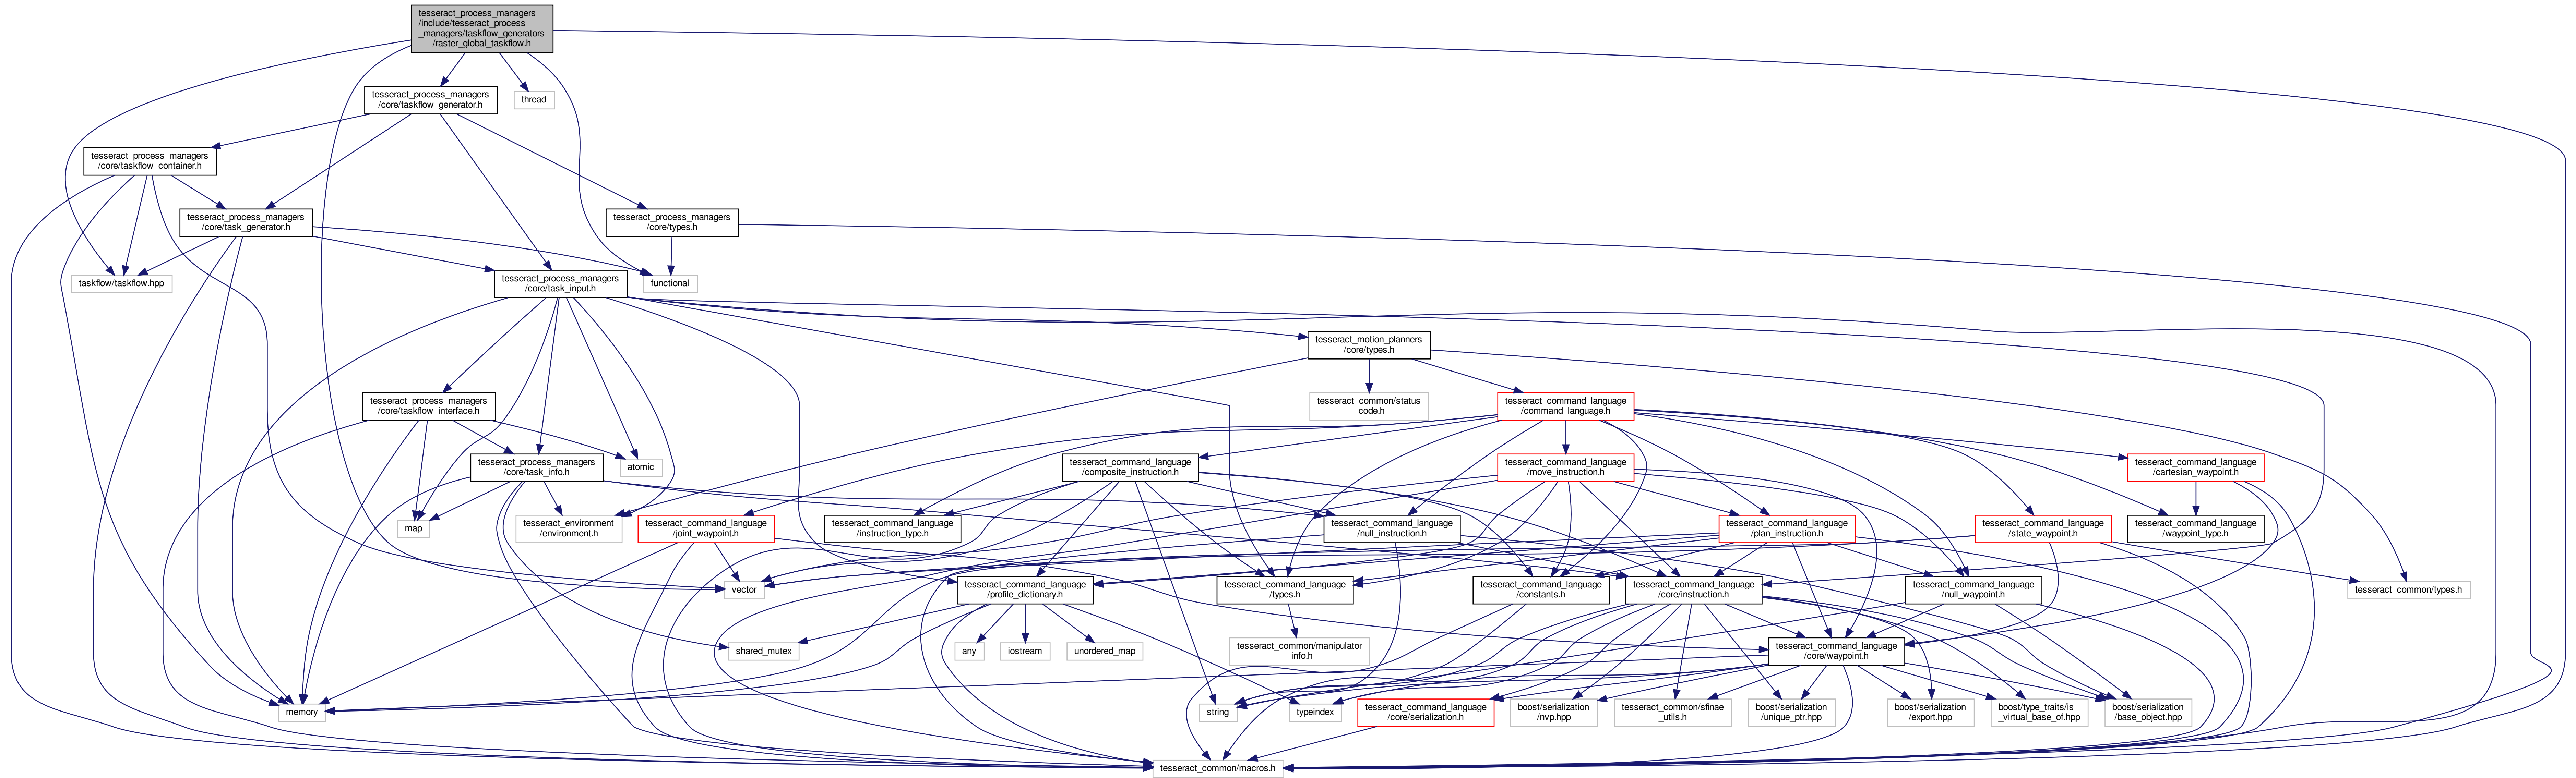 tesseract_process_managers
/include/tesseract_process
_managers/taskflow_generators
/raster_global_taskflow.h
tesseract_process_managers
/core/taskflow_generator.h
thread
tesseract_process_managers
/core/taskflow_container.h
tesseract_process_managers
/core/task_generator.h
tesseract_process_managers
/core/types.h
taskflow/taskflow.hpp
tesseract_process_managers
/core/task_input.h
functional
tesseract_motion_planners
/core/types.h
tesseract_process_managers
/core/taskflow_interface.h
tesseract_common/status
_code.h
tesseract_command_language
/command_language.h
tesseract_process_managers
/core/task_info.h
atomic
tesseract_command_language
/composite_instruction.h
tesseract_command_language
/move_instruction.h
tesseract_command_language
/cartesian_waypoint.h
map
tesseract_environment
/environment.h
tesseract_command_language
/joint_waypoint.h
tesseract_command_language
/instruction_type.h
tesseract_command_language
/null_instruction.h
tesseract_command_language
/plan_instruction.h
tesseract_command_language
/state_waypoint.h
tesseract_command_language
/waypoint_type.h
vector
tesseract_command_language
/profile_dictionary.h
tesseract_command_language
/types.h
tesseract_command_language
/constants.h
tesseract_command_language
/core/instruction.h
tesseract_command_language
/null_waypoint.h
tesseract_common/types.h
shared_mutex
any
iostream
unordered_map
tesseract_common/manipulator
_info.h
tesseract_command_language
/core/waypoint.h
memory
string
typeindex
tesseract_command_language
/core/serialization.h
boost/serialization
/nvp.hpp
tesseract_common/sfinae
_utils.h
boost/serialization
/unique_ptr.hpp
boost/serialization
/export.hpp
boost/type_traits/is
_virtual_base_of.hpp
boost/serialization
/base_object.hpp
tesseract_common/macros.h